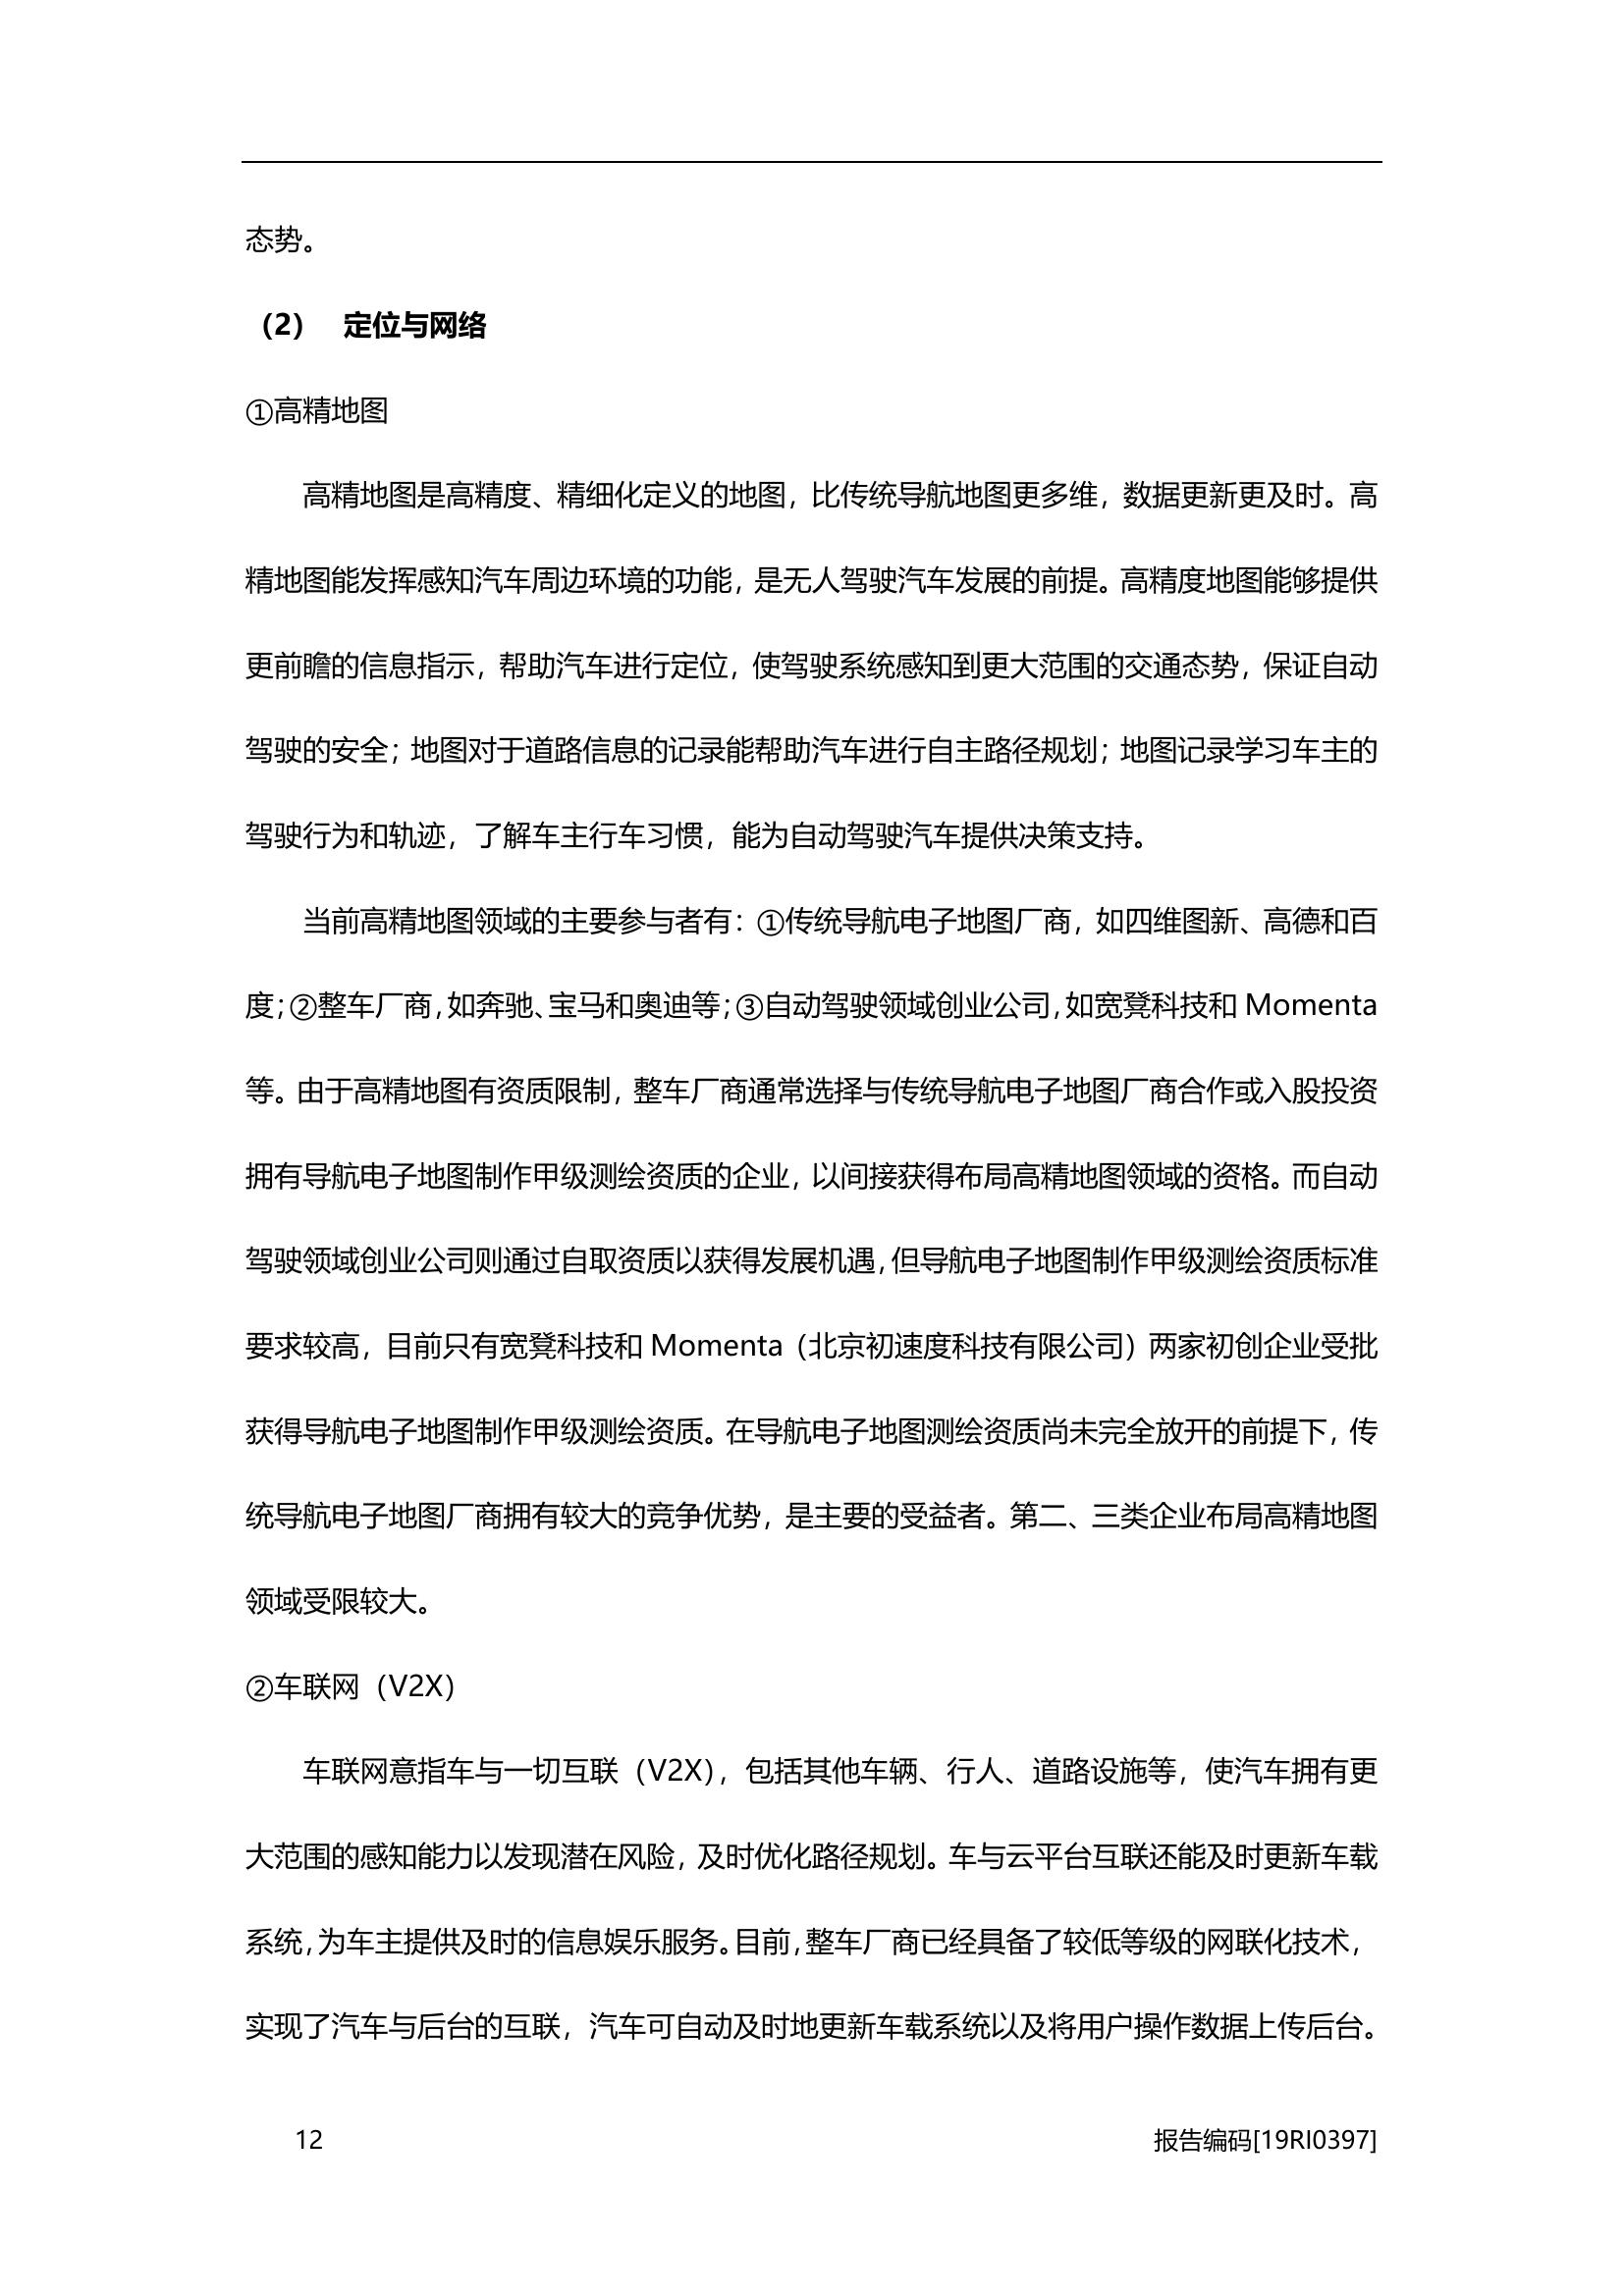 态势。
（2） 定位与网络
①高精地图
高精地图是高精度、精细化定义的地图，比传统导航地图更多维，数据更新更及时。高
精地图能发挥感知汽车周边环境的功能，是无人驾驶汽车发展的前提。高精度地图能够提供
更前瞻的信息指示，帮助汽车进行定位，使驾驶系统感知到更大范围的交通态势，保证自动
驾驶的安全；地图对于道路信息的记录能帮助汽车进行自主路径规划；地图记录学习车主的
驾驶行为和轨迹，了解车主行车习惯，能为自动驾驶汽车提供决策支持。
当前高精地图领域的主要参与者有：①传统导航电子地图厂商，如四维图新、高德和百
度；②整车厂商，如奔驰、宝马和奥迪等；③自动驾驶领域创业公司，如宽凳科技和 Momenta
等。由于高精地图有资质限制，整车厂商通常选择与传统导航电子地图厂商合作或入股投资
拥有导航电子地图制作甲级测绘资质的企业，以间接获得布局高精地图领域的资格。而自动
驾驶领域创业公司则通过自取资质以获得发展机遇，但导航电子地图制作甲级测绘资质标准
要求较高，目前只有宽凳科技和 Momenta（北京初速度科技有限公司）两家初创企业受批
获得导航电子地图制作甲级测绘资质。在导航电子地图测绘资质尚未完全放开的前提下，传
统导航电子地图厂商拥有较大的竞争优势，是主要的受益者。第二、三类企业布局高精地图
领域受限较大。
②车联网（V2X）
车联网意指车与一切互联（V2X），包括其他车辆、行人、道路设施等，使汽车拥有更
大范围的感知能力以发现潜在风险，及时优化路径规划。车与云平台互联还能及时更新车载
系统，为车主提供及时的信息娱乐服务。目前，整车厂商已经具备了较低等级的网联化技术，
实现了汽车与后台的互联，汽车可自动及时地更新车载系统以及将用户操作数据上传后台。
12 报告编码[19RI0397]